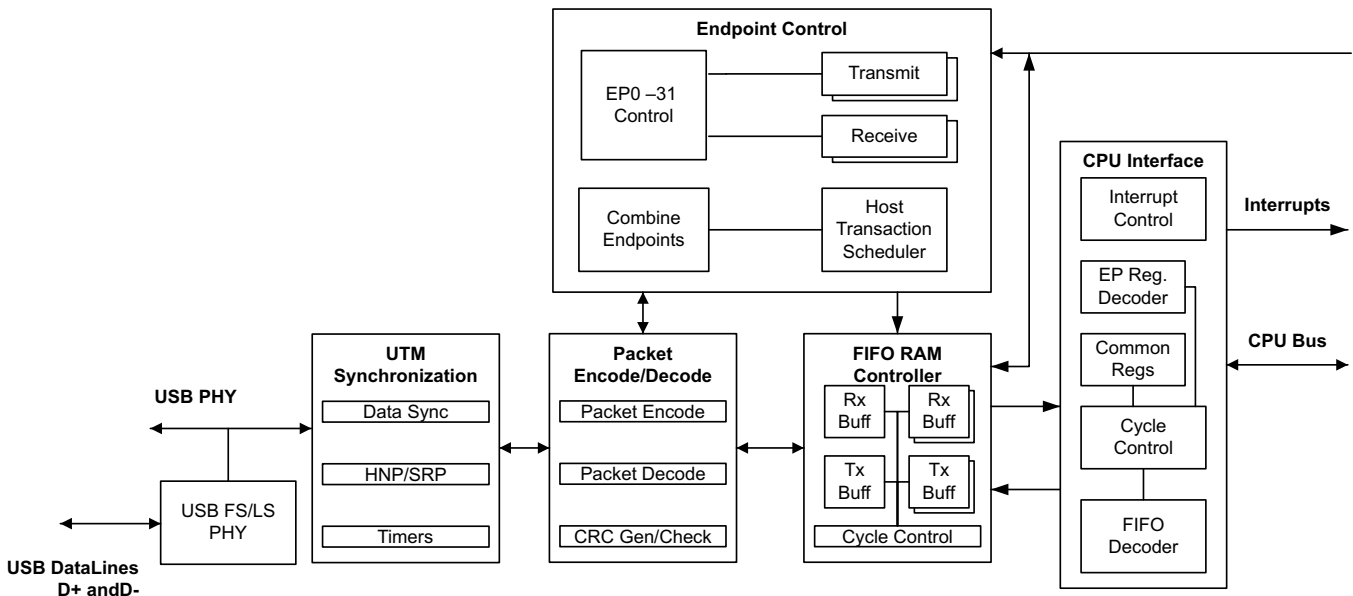 Endpoint Control
EP0 –31
Control
Transmit
Receive
Combine
Endpoints
Host
Transaction
Scheduler
CPU Interface
Interrupt
Control
Interrupts
EP Reg.
Decoder
Common
Regs
CPU Bus
Cycle
Control
FIFO
Decoder
UTM
Synchronization
Data Sync
HNP/SRP
Timers
Packet
Encode/Decode
Packet Encode
Packet Decode
CRC Gen/Check
FIFO RAM
Controller
Rx
Buff
Rx
Buff
Tx
Buff
Tx
Buff
Cycle Control
USB PHY
USB FS/LS
PHY
USB DataLines
D+ andD-